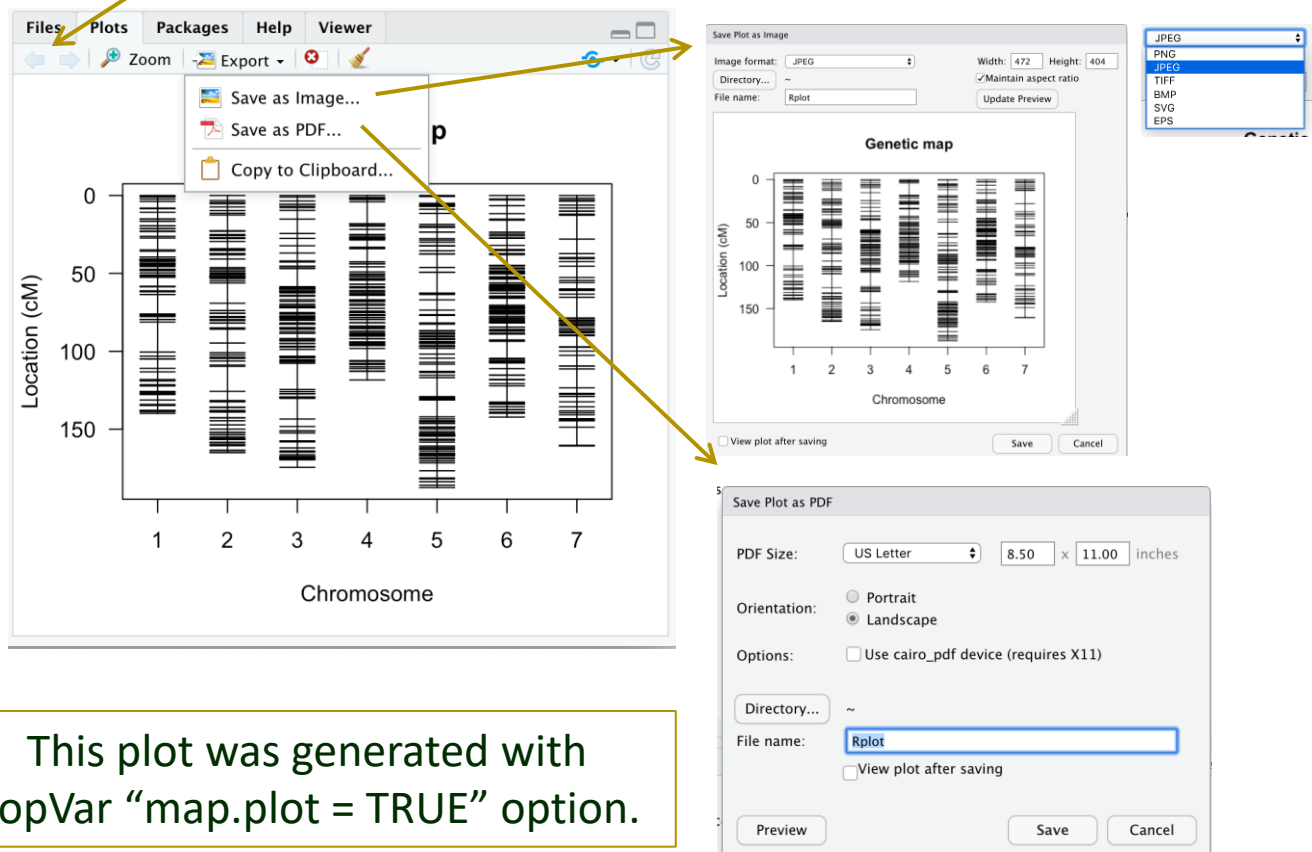 Files Plots Packages Help Viewer
Zoom Export
Save as Image...
Save as PDF...
Copy to Clipboard...
p
0
50
100
150
Location (cM)
1 2 3 4 5 6 7
Chromosome
Save Plot as Image
Image format: JPEG Width: 472 Height: 404
Directory... ~ Maintain aspect ratio
File name: Rplot Update Preview
Genetic map
0
50
100
150
Location (cM)
1 2 3 4 5 6 7
Chromosome
View plot after saving Save Cancel
JPEG
PNG
JPEG
TIFF
BMP
SVG
EPS
Save Plot as PDF
PDF Size: US Letter 8.50 x 11.00 inches
Orientation: Portrait
Landscape
Options: Use cairo_pdf device (requires X11)
Directory... ~
File name: Rplot
View plot after saving
Preview Save Cancel
This plot was generated with
opVar “map.plot = TRUE” option.